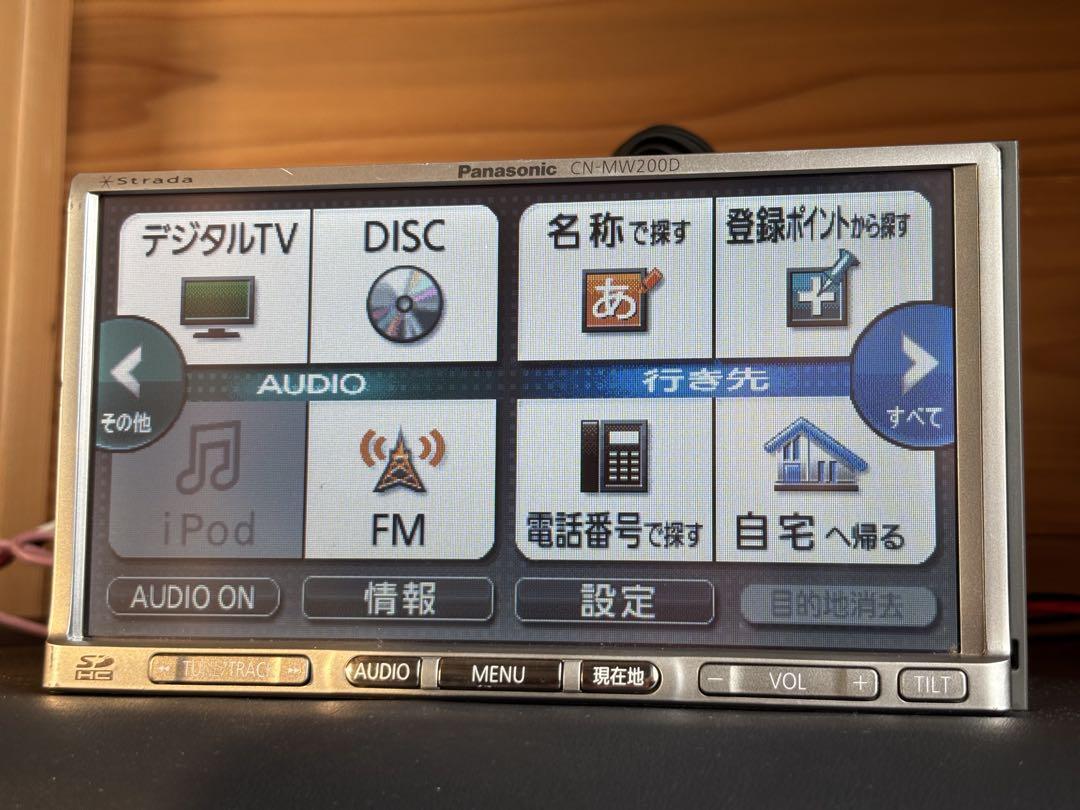 Strada
Panasonic CN-MW200D
デジタルTV
DISC
名称で探す
登録ポイントから探す
あ
その他
AUDIO
行き先
すべて
iPod
FM
電話番号で探す
自宅へ帰る
AUDIO ON
情報
設定
目的地消去
SD HC
TUNE/TRACK
AUDIO
MENU
現在地
− VOL +
TILT